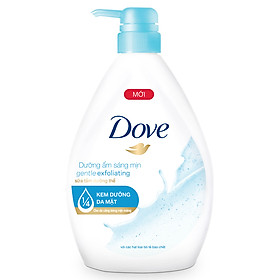 MỚI
Dove
Dưỡng ẩm sáng mịn
gentle exfoliating
sữa tắm dưỡng thể
1/4
KEM DƯỠNG
DA MẶT